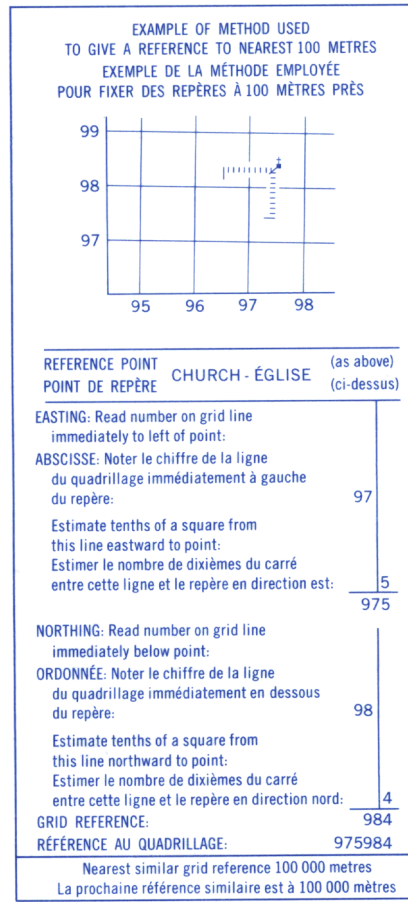 EXAMPLE OF METHOD USED
TO GIVE A REFERENCE TO NEAREST 100 METRES
EXEMPLE DE LA MÉTHODE EMPLOYÉE
POUR FIXER DES REPÈRES À 100 MÈTRES PRÈS
99
98
97
95 96 97 98
REFERENCE POINT
POINT DE REPÈRE
CHURCH - ÉGLISE
(as above)
(ci-dessus)
EASTING: Read number on grid line
immediately to left of point:
ABSCISSE: Noter le chiffre de la ligne
du quadrillage immédiatement à gauche
du repère: 97
Estimate tenths of a square from
this line eastward to point:
Estimer le nombre de dixièmes du carré
entre cette ligne et le repère en direction est: 5
975
NORTHING: Read number on grid line
immediately below point:
ORDONNÉE: Noter le chiffre de la ligne
du quadrillage immédiatement en dessous
du repère: 98
Estimate tenths of a square from
this line northward to point:
Estimer le nombre de dixièmes du carré
entre cette ligne et le repère en direction nord: 4
GRID REFERENCE: 984
RÉFÉRENCE AU QUADRILLAGE: 975984
Nearest similar grid reference 100 000 metres
La prochaine référence similaire est à 100 000 mètres